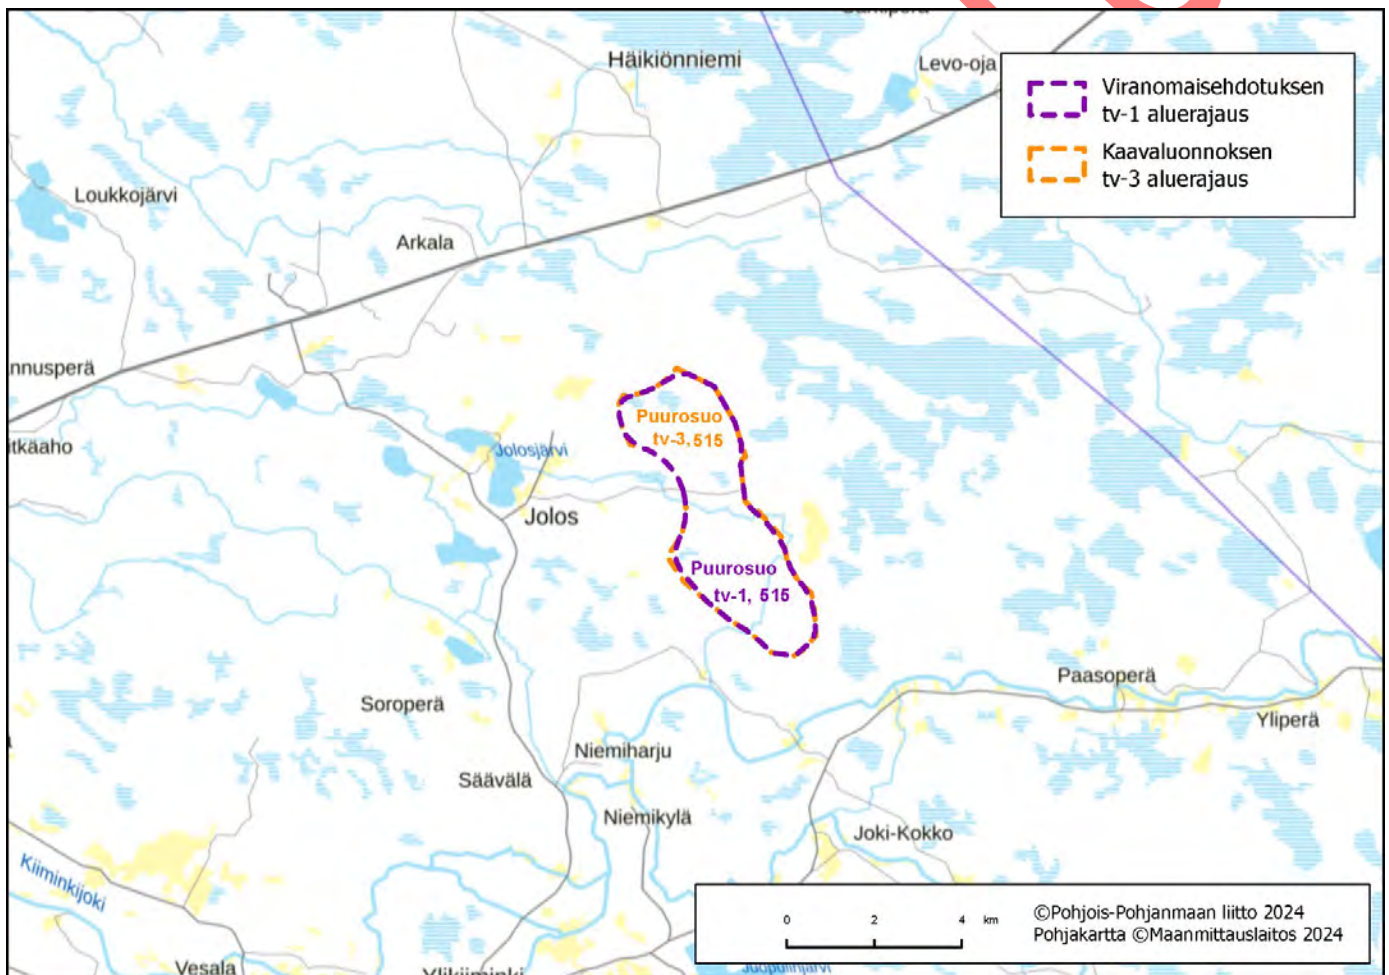 Häikiönniemi
Levo-oja
Viranomaisehdotuksen
tv-1 aluerajaus
Kaavaluonnoksen
tv-3 aluerajaus
Loukkojärvi
Arkala
nnusperä
itkäaho
Puurosuo
tv-3, 515
Jolosjärvi
Jolos
Puurosuo
tv-1, 515
Paasoperä
Soroperä
Yliperä
Niemiharju
Säävälä
Niemikylä
Joki-Kokko
Kiiminkijoki
0 2 4 km
©Pohjois-Pohjanmaan liitto 2024
Pohjakartta ©Maanmittauslaitos 2024
Vesala
Ylikiiminki